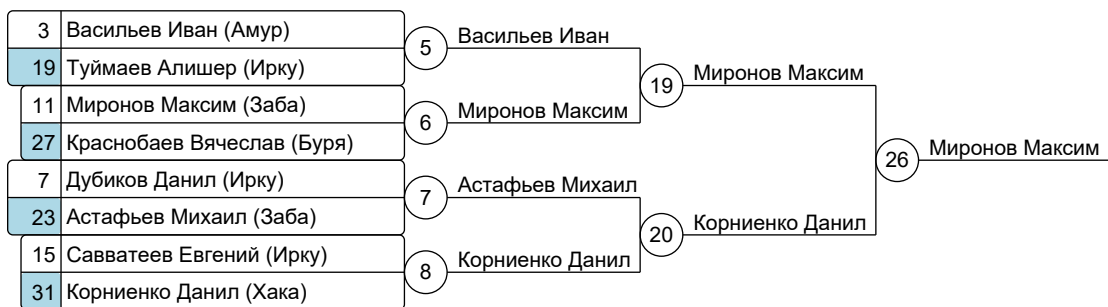 3 Васильев Иван (Амур)
19 Туймаев Алишер (Ирку)
11 Миронов Максим (Заба)
27 Краснобаев Вячеслав (Буря)
7 Дубиков Данил (Ирку)
23 Астафьев Михаил (Заба)
15 Савватеев Евгений (Ирку)
31 Корниенко Данил (Хака)
5 Васильев Иван
6 Миронов Максим
7 Астафьев Михаил
8 Корниенко Данил
19 Миронов Максим
20 Корниенко Данил
26 Миронов Максим